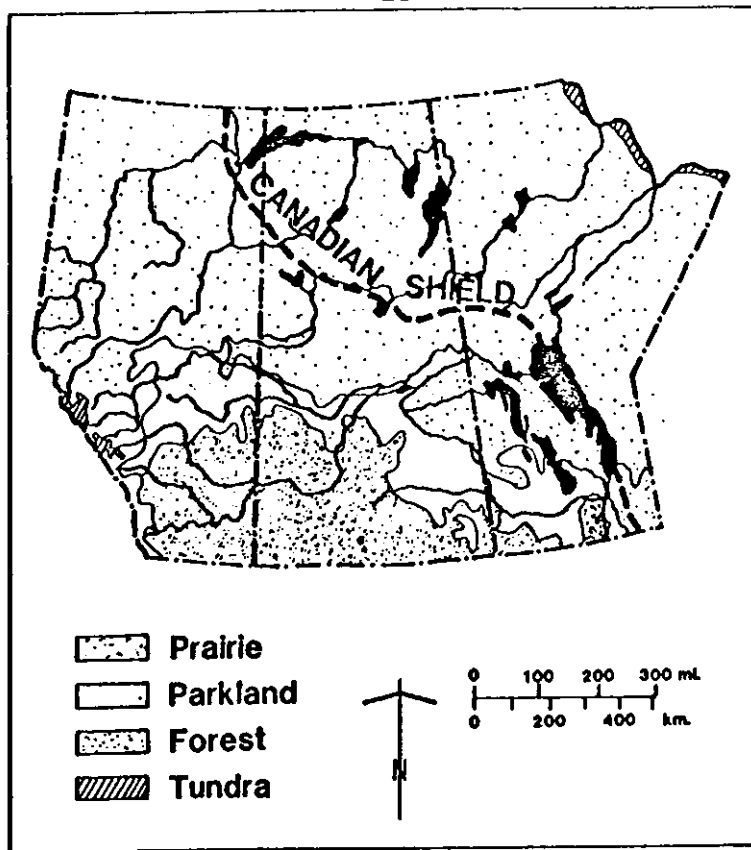 CANADIAN
SHIELD
Prairie
Parkland
Forest
Tundra
N
0 100 200 300 mi.
0 200 400 km.